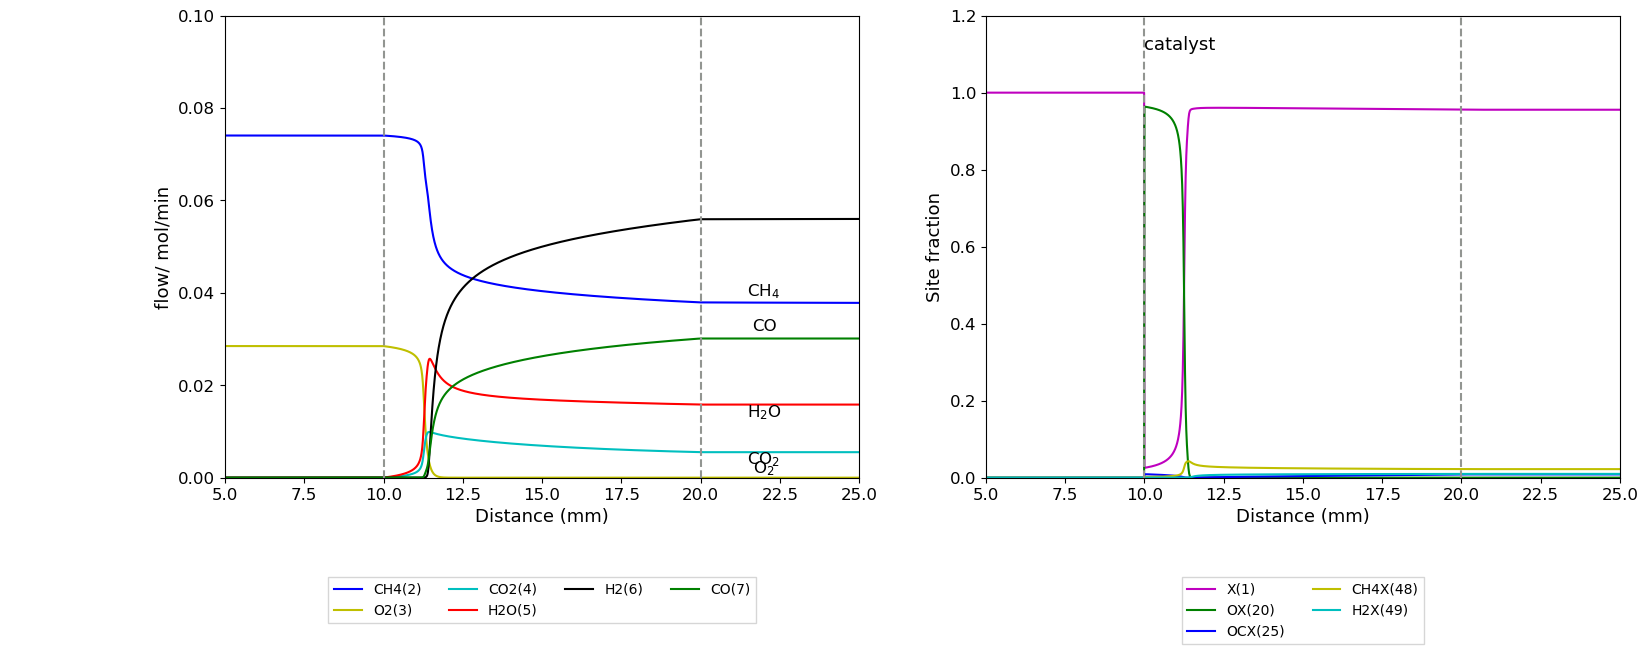 0.10
0.08
0.06
0.04
0.02
0.00
flow/ mol/min
CH₄
CO
H₂O
CO₂
O₂
5.0 7.5 10.0 12.5 15.0 17.5 20.0 22.5 25.0
Distance (mm)
CH4(2) CO2(4) H2(6) CO(7)
O2(3) H2O(5)
1.2
1.0
0.8
0.6
0.4
0.2
0.0
Site fraction
catalyst
5.0 7.5 10.0 12.5 15.0 17.5 20.0 22.5 25.0
Distance (mm)
X(1) CH4X(48)
OX(20) H2X(49)
OCX(25)